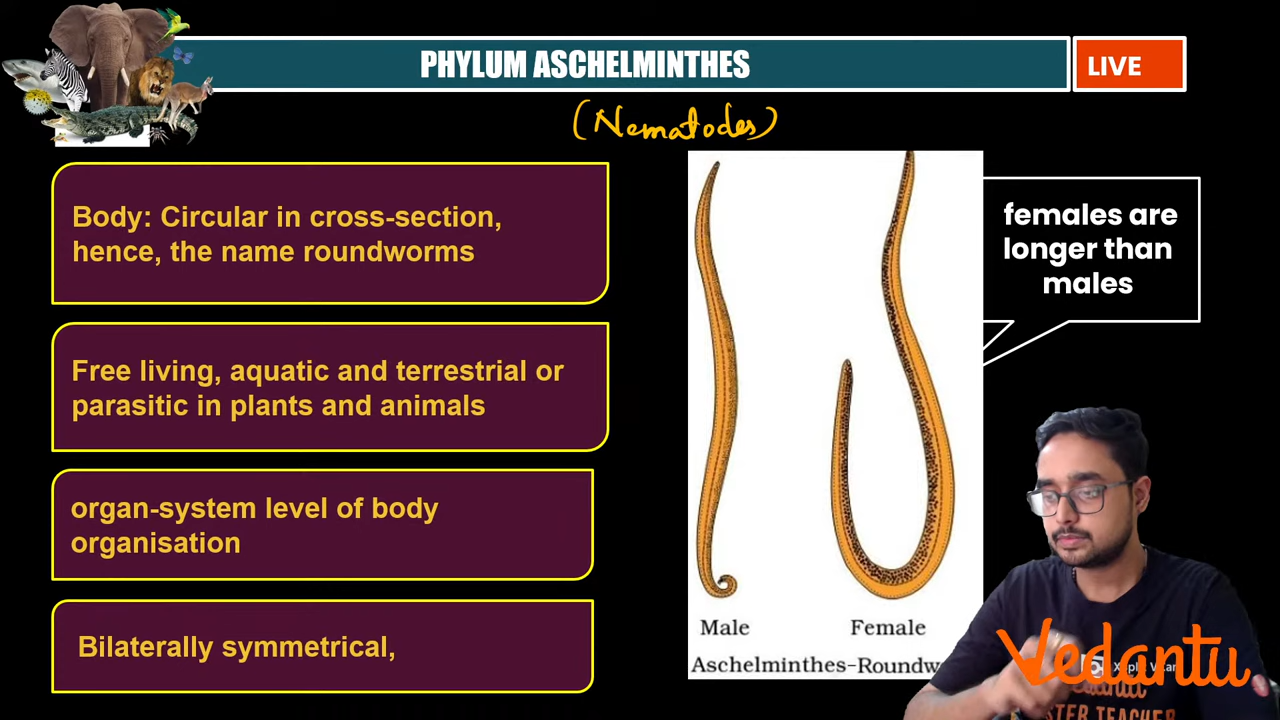 PHYLUM ASCHELMINTHES
LIVE
(Nematodes)
Body: Circular in cross-section,
hence, the name roundworms
Free living, aquatic and terrestrial or
parasitic in plants and animals
organ-system level of body
organisation
Bilaterally symmetrical,
females are
longer than
males
Male
Female
Aschelminthes-Roundw
Vedantu